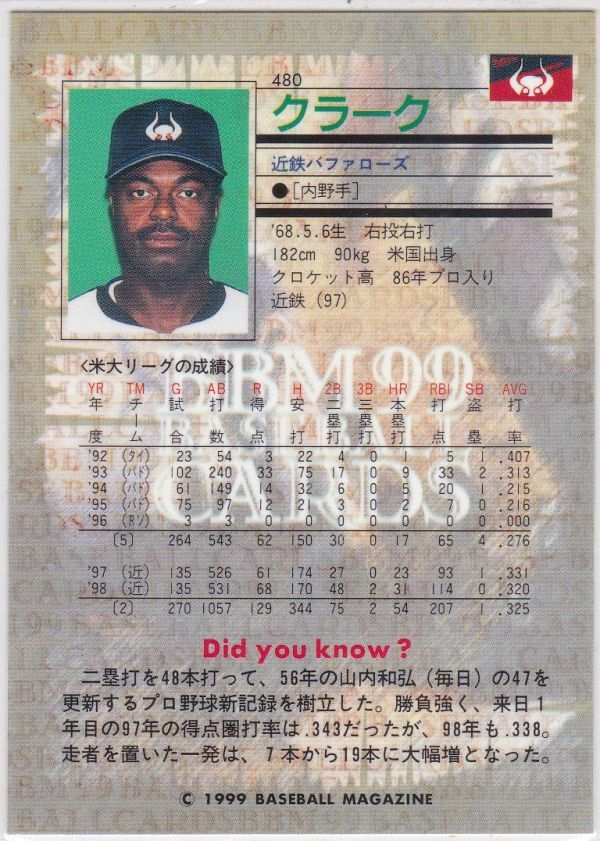 480
クラーク
近鉄バファローズ
●[内野手]
'68.5.6生 右投右打
182cm 90kg 米国出身
クロケット高 86年プロ入り
近鉄(97)
〈米大リーグの成績〉
YR TM G AB R H 2B 3B HR RBI SB AVG
年度 チーム 試合 打数 得点 安打 二塁打 三塁打 本塁打 打点 盗塁 打率
'92 (タイ) 23 54 3 22 4 0 1 5 1 .407
'93 (パド) 102 240 33 75 17 0 9 33 2 .313
'94 (パド) 61 149 14 32 6 0 5 20 1 .215
'95 (パド) 75 97 12 21 3 0 2 7 0 .216
'96 (Rソ) 3 3 0 0 0 0 0 0 0 .000
[5] 264 543 62 150 30 0 17 65 4 .276
'97 (近) 135 526 61 174 27 0 23 93 1 .331
'98 (近) 135 531 68 170 48 2 31 114 0 .320
[2] 270 1057 129 344 75 2 54 207 1 .325
Did you know?
二塁打を48本打って、56年の山内和弘(毎日)の47を
更新するプロ野球新記録を樹立した。勝負強く、来日1
年目の97年の得点圏打率は.343だったが、98年も.338。
走者を置いた一発は、7本から19本に大幅増となった。
© 1999 BASEBALL MAGAZINE
BBM 99
BASEBALL
CARDS